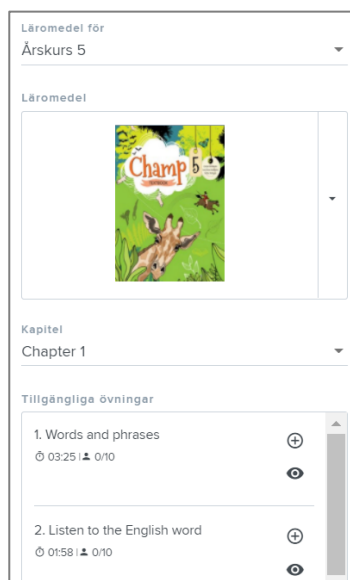 Läromedel för
Årskurs 5
Läromedel
Champ 5
Kapitel
Chapter 1
Tillgängliga övningar
1. Words and phrases
03:25 | 0/10
2. Listen to the English word
01:58 | 0/10